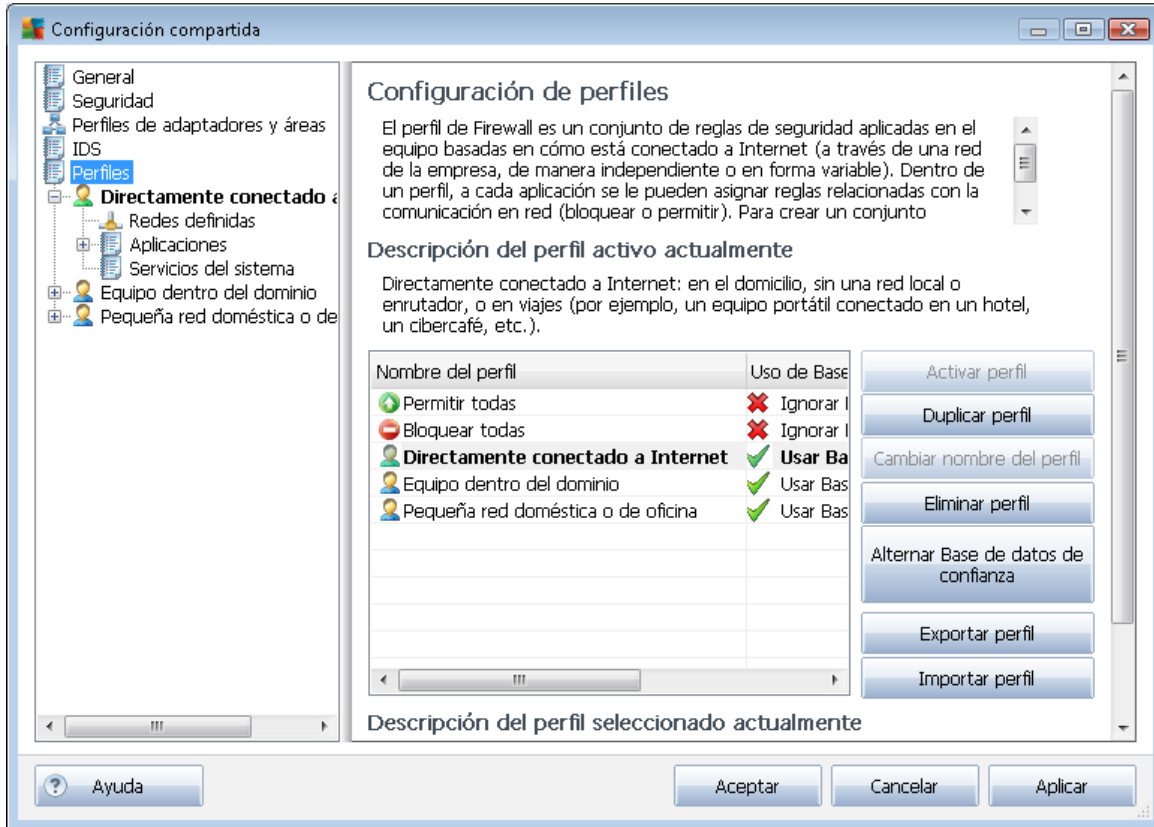 Configuración compartida
General
Seguridad
Perfiles de adaptadores y áreas
IDS
Perfiles
Directamente conectado a
Redes definidas
Aplicaciones
Servicios del sistema
Equipo dentro del dominio
Pequeña red doméstica o de
Configuración de perfiles
El perfil de Firewall es un conjunto de reglas de seguridad aplicadas en el
equipo basadas en cómo está conectado a Internet (a través de una red
de la empresa, de manera independiente o en forma variable). Dentro de
un perfil, a cada aplicación se le pueden asignar reglas relacionadas con la
comunicación en red (bloquear o permitir). Para crear un conjunto
Descripción del perfil activo actualmente
Directamente conectado a Internet: en el domicilio, sin una red local o
enrutador, o en viajes (por ejemplo, un equipo portátil conectado en un hotel,
un cibercafé, etc.).
Nombre del perfil Uso de Base
Permitir todas Ignorar l
Bloquear todas Ignorar l
Directamente conectado a Internet Usar Ba
Equipo dentro del dominio Usar Bas
Pequeña red doméstica o de oficina Usar Bas
Activar perfil
Duplicar perfil
Cambiar nombre del perfil
Eliminar perfil
Alternar Base de datos de
confianza
Exportar perfil
Importar perfil
Descripción del perfil seleccionado actualmente
? Ayuda
Aceptar
Cancelar
Aplicar